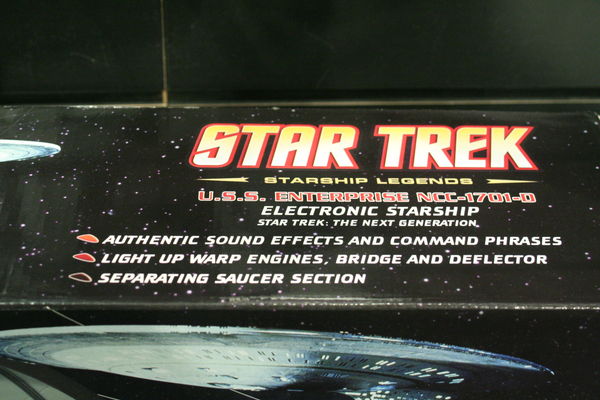 STAR TREK
STARSHIP LEGENDS
U.S.S. ENTERPRISE NCC-1701-D
ELECTRONIC STARSHIP
STAR TREK: THE NEXT GENERATION
AUTHENTIC SOUND EFFECTS AND COMMAND PHRASES
LIGHT UP WARP ENGINES, BRIDGE AND DEFLECTOR
SEPARATING SAUCER SECTION